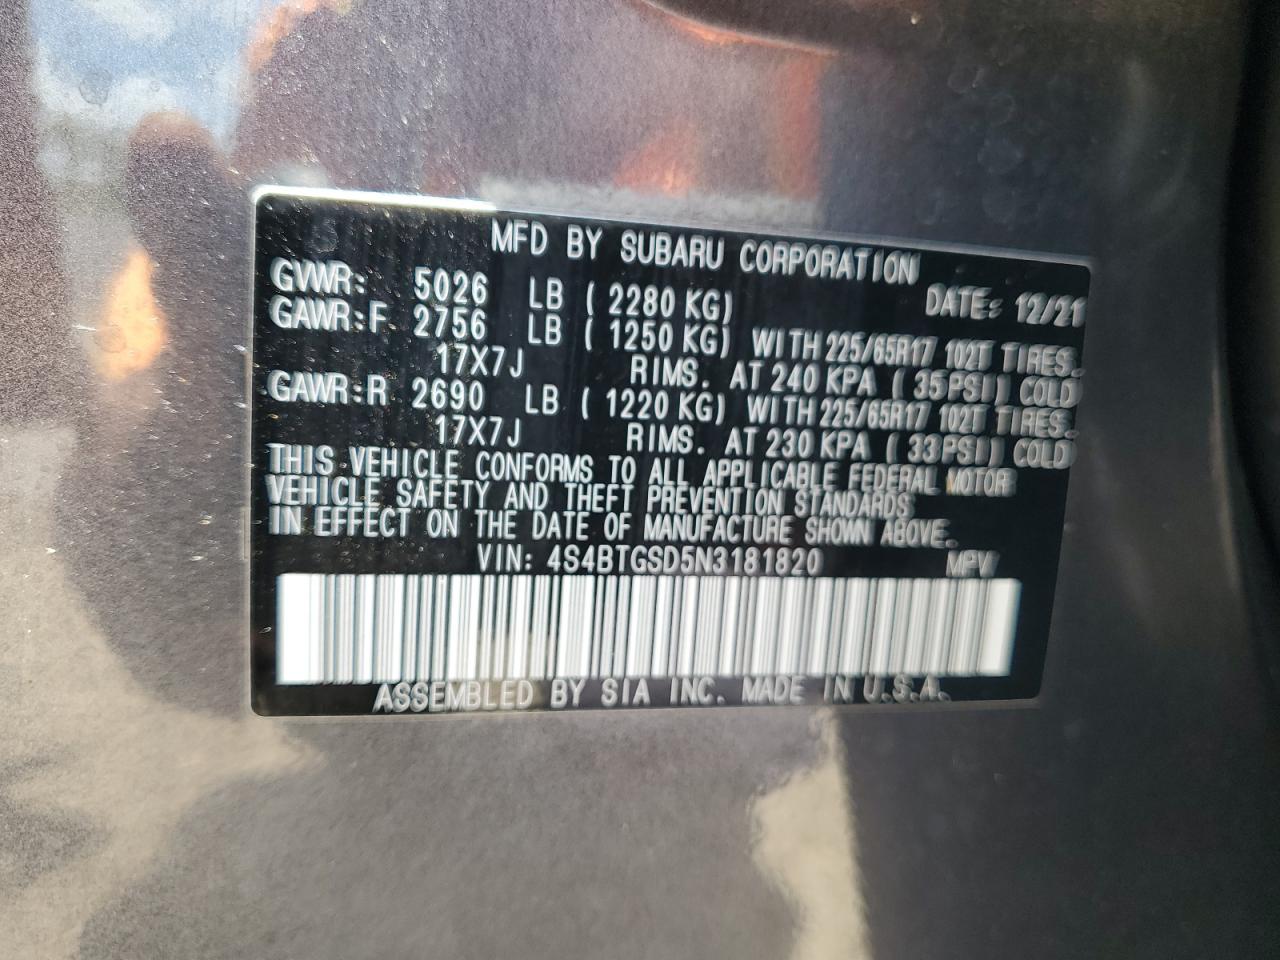 MFD BY SUBARU CORPORATION
GVWR: 5026 LB ( 2280 KG) DATE: 12/21
GAWR:F 2756 LB ( 1250 KG) WITH 225/65R17 102T TIRES.
17X7J RIMS. AT 240 KPA ( 35PSI) COLD
GAWR:R 2690 LB ( 1220 KG) WITH 225/65R17 102T TIRES.
17X7J RIMS. AT 230 KPA ( 33PSI) COLD
THIS VEHICLE CONFORMS TO ALL APPLICABLE FEDERAL MOTOR
VEHICLE SAFETY AND THEFT PREVENTION STANDARDS
IN EFFECT ON THE DATE OF MANUFACTURE SHOWN ABOVE.
VIN: 4S4BTGSD5N3181820 MPV
ASSEMBLED BY SIA INC. MADE IN U.S.A.